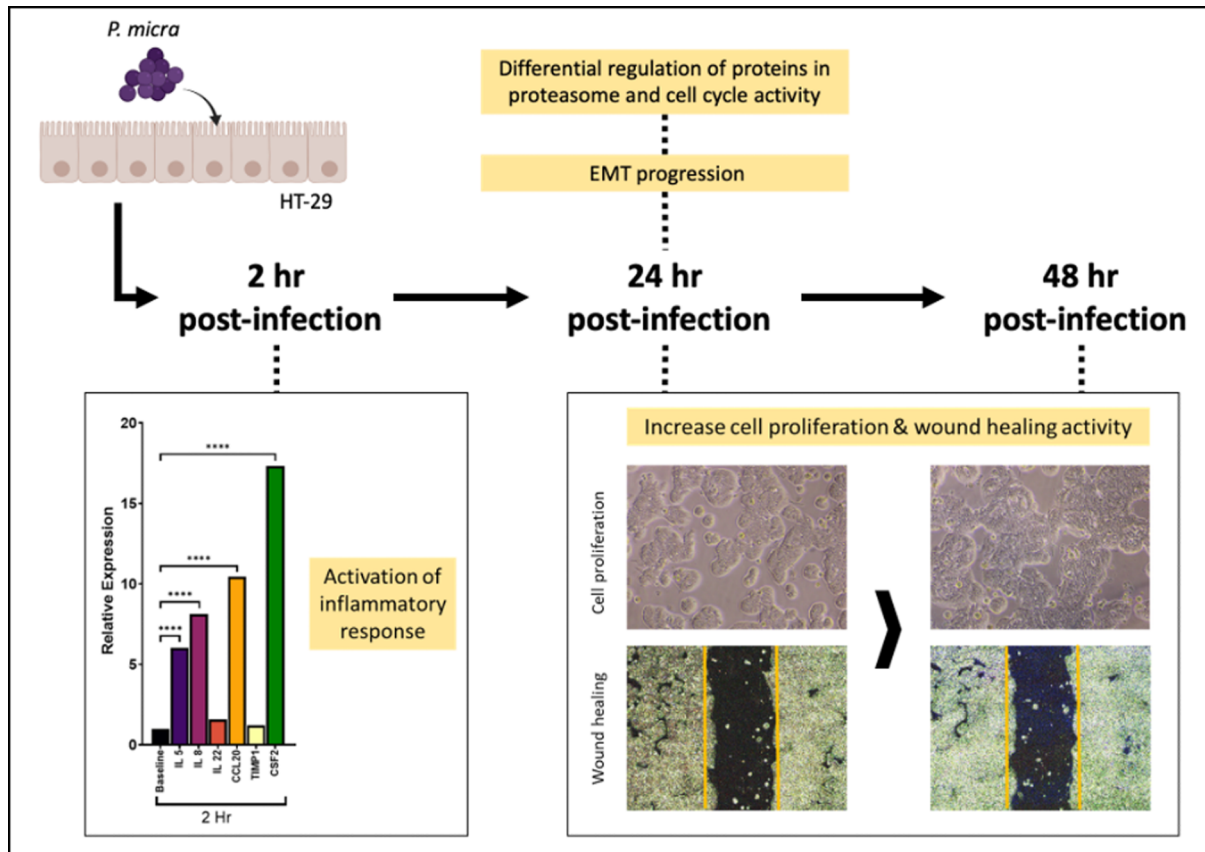 P. micra
HT-29
Differential regulation of proteins in
proteasome and cell cycle activity
EMT progression
2 hr
post-infection
24 hr
post-infection
48 hr
post-infection
20
15
10
5
0
Relative Expression
****
****
****
****
Baseline
IL 5
IL 8
IL 22
CCL20
TIMP1
CSF2
2 Hr
Activation of
inflammatory
response
Increase cell proliferation & wound healing activity
Cell proliferation
Wound healing